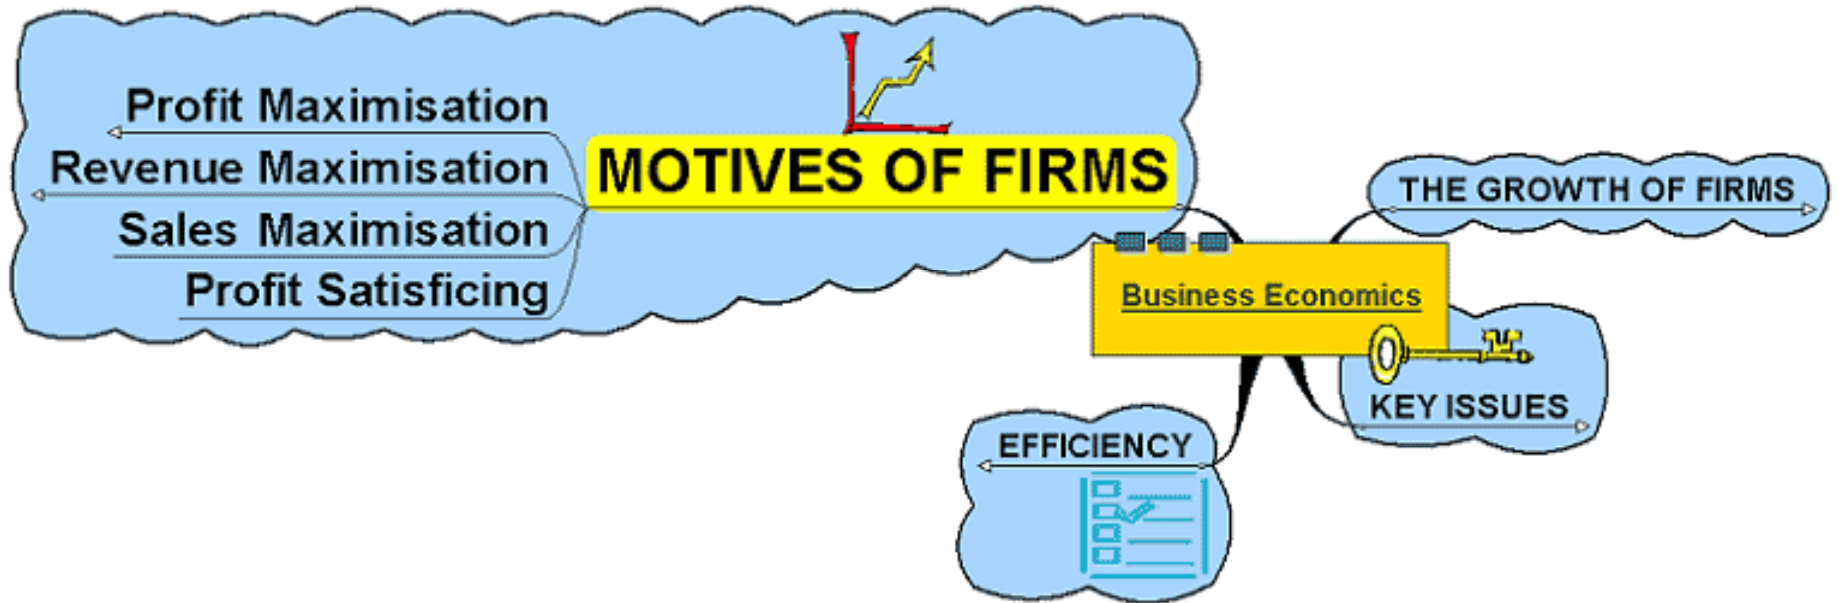 Profit Maximisation
Revenue Maximisation
Sales Maximisation
Profit Satisficing
MOTIVES OF FIRMS
THE GROWTH OF FIRMS
Business Economics
KEY ISSUES
EFFICIENCY